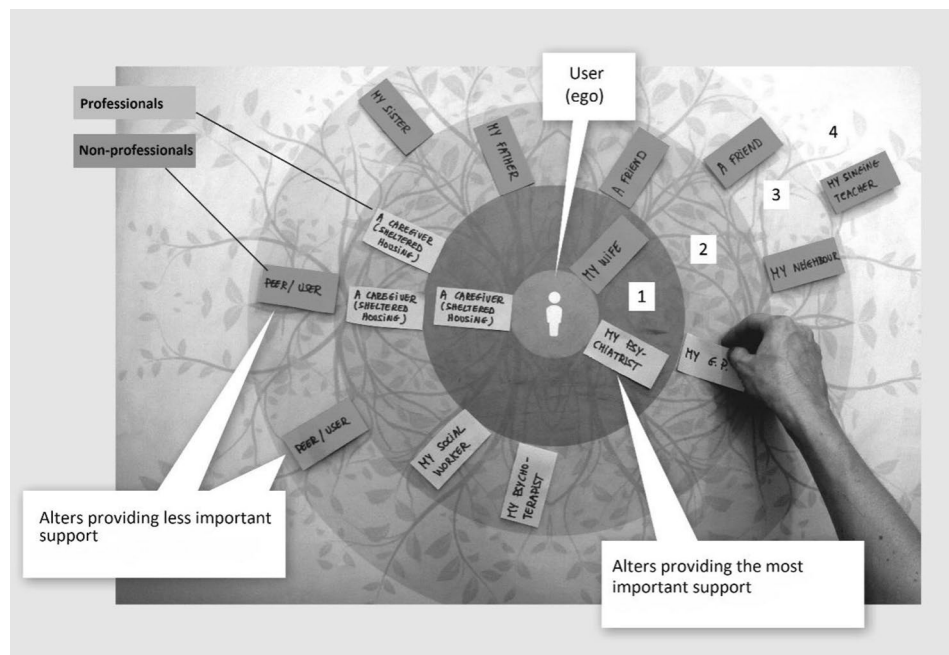 Professionals
Non-professionals
User
(ego)
MY SISTER
MY FATHER
A FRIEND
A FRIEND
4
MY SINGING
TEACHER
3
A CAREGIVER
(SHELTERED
HOUSING)
MY WIFE
2
MY NEIGHBOUR
PEER/USER
A CAREGIVER
(SHELTERED
HOUSING)
A CAREGIVER
(SHELTERED
HOUSING)
1
MY PSY-
CHIATRIST
MY G.P.
PEER/USER
MY SOCIAL
WORKER
MY PSYCHO-
TERAPIST
Alters providing less important
support
Alters providing the most
important support